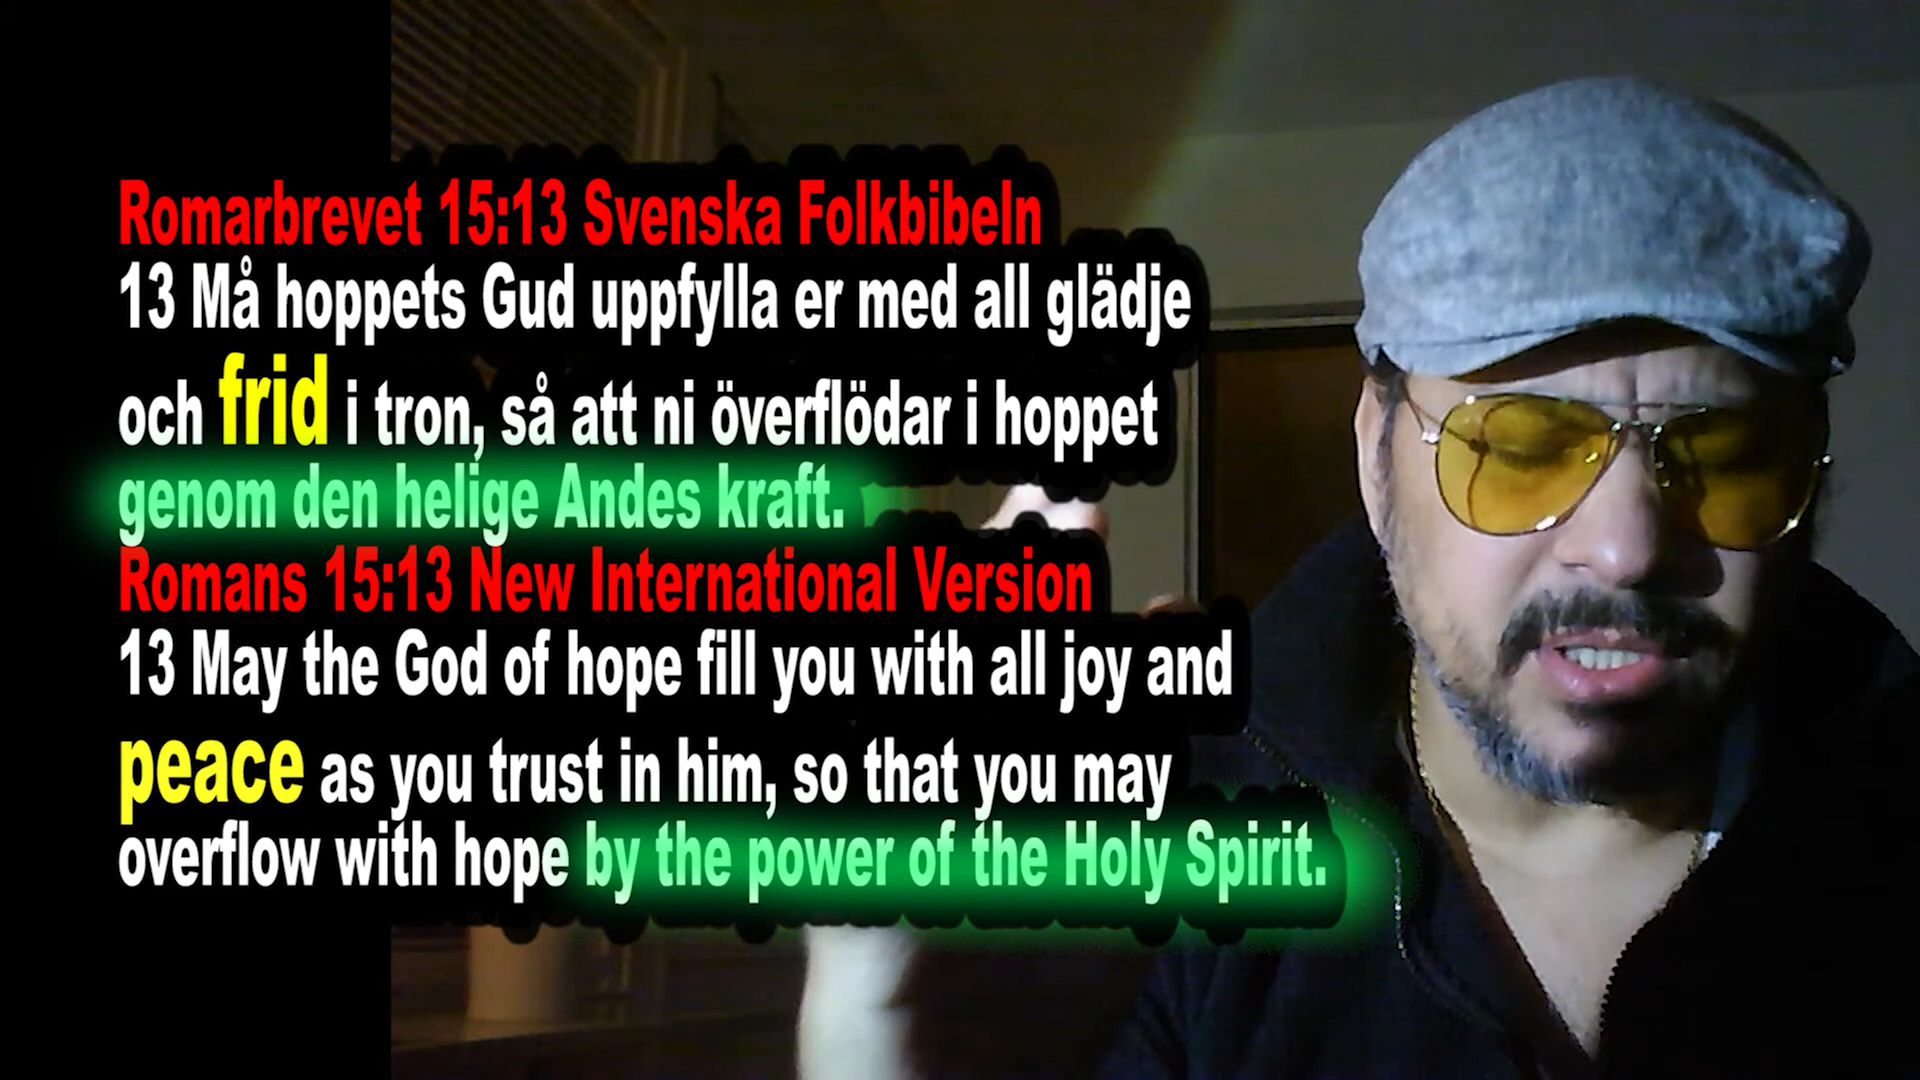 Romarbrevet 15:13 Svenska Folkbibeln
13 Må hoppets Gud uppfylla er med all glädje
och frid i tron, så att ni överflödar i hoppet
genom den helige Andes kraft.
Romans 15:13 New International Version
13 May the God of hope fill you with all joy and
peace as you trust in him, so that you may
overflow with hope by the power of the Holy Spirit.